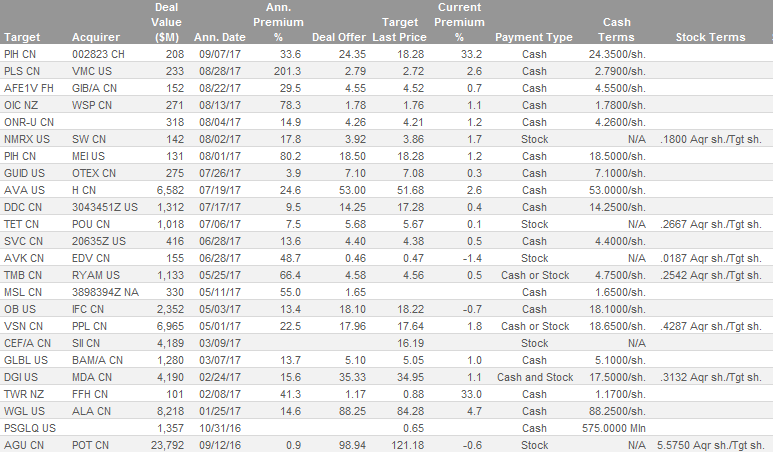 Target Acquirer Deal Value ($M) Ann. Date Ann. Premium % Deal Offer Target Last Price Current Premium % Payment Type Cash Terms Stock Terms
PIH CN 002823 CH 208 09/07/17 33.6 24.35 18.28 33.2 Cash 24.3500/sh.
PLS CN VMC US 233 08/28/17 201.3 2.79 2.72 2.6 Cash 2.7900/sh.
AFE1V FH GIB/A CN 152 08/22/17 29.5 4.55 4.52 0.7 Cash 4.5500/sh.
OIC NZ WSP CN 271 08/13/17 78.3 1.78 1.76 1.1 Cash 1.7800/sh.
ONR-U CN 318 08/04/17 14.9 4.26 4.21 1.2 Cash 4.2600/sh.
NMRX US SW CN 142 08/02/17 17.8 3.92 3.86 1.7 Stock N/A .1800 Aqr sh./Tgt sh.
PIH CN MEI US 131 08/01/17 80.2 18.50 18.28 1.2 Cash 18.5000/sh.
GUID US OTEX CN 275 07/26/17 3.9 7.10 7.08 0.3 Cash 7.1000/sh.
AVA US H CN 6,582 07/19/17 24.6 53.00 51.68 2.6 Cash 53.0000/sh.
DDC CN 3043451Z US 1,312 07/17/17 9.5 14.25 17.28 0.4 Cash 14.2500/sh.
TET CN POU CN 1,018 07/06/17 7.5 5.68 5.67 0.1 Stock N/A .2667 Aqr sh./Tgt sh.
SVC CN 20635Z US 416 06/28/17 13.6 4.40 4.38 0.5 Cash 4.4000/sh.
AVK CN EDV CN 155 06/28/17 48.7 0.46 0.47 -1.4 Stock N/A .0187 Aqr sh./Tgt sh.
TMB CN RYAM US 1,133 05/25/17 66.4 4.58 4.56 0.5 Cash or Stock 4.7500/sh. .2542 Aqr sh./Tgt sh.
MSL CN 3898394Z NA 330 05/11/17 55.0 1.65 Cash 1.6500/sh.
OB US IFC CN 2,352 05/03/17 13.4 18.10 18.22 -0.7 Cash 18.1000/sh.
VSN CN PPL CN 6,965 05/01/17 22.5 17.96 17.64 1.8 Cash or Stock 18.6500/sh. .4287 Aqr sh./Tgt sh.
CEF/A CN SII CN 4,189 03/09/17 16.19 Stock N/A
GLBL US BAM/A CN 1,280 03/07/17 13.7 5.10 5.05 1.0 Cash 5.1000/sh.
DGI US MDA CN 4,190 02/24/17 15.6 35.33 34.95 1.1 Cash and Stock 17.5000/sh. .3132 Aqr sh./Tgt sh.
TWR NZ FFH CN 101 02/08/17 41.3 1.17 0.88 33.0 Cash 1.1700/sh.
WGL US ALA CN 8,218 01/25/17 14.6 88.25 84.28 4.7 Cash 88.2500/sh.
PSGLQ US 1,357 10/31/16 0.65 Cash 575.0000 Mln
AGU CN POT CN 23,792 09/12/16 0.9 98.94 121.18 -0.6 Stock N/A 5.5750 Aqr sh./Tgt sh.